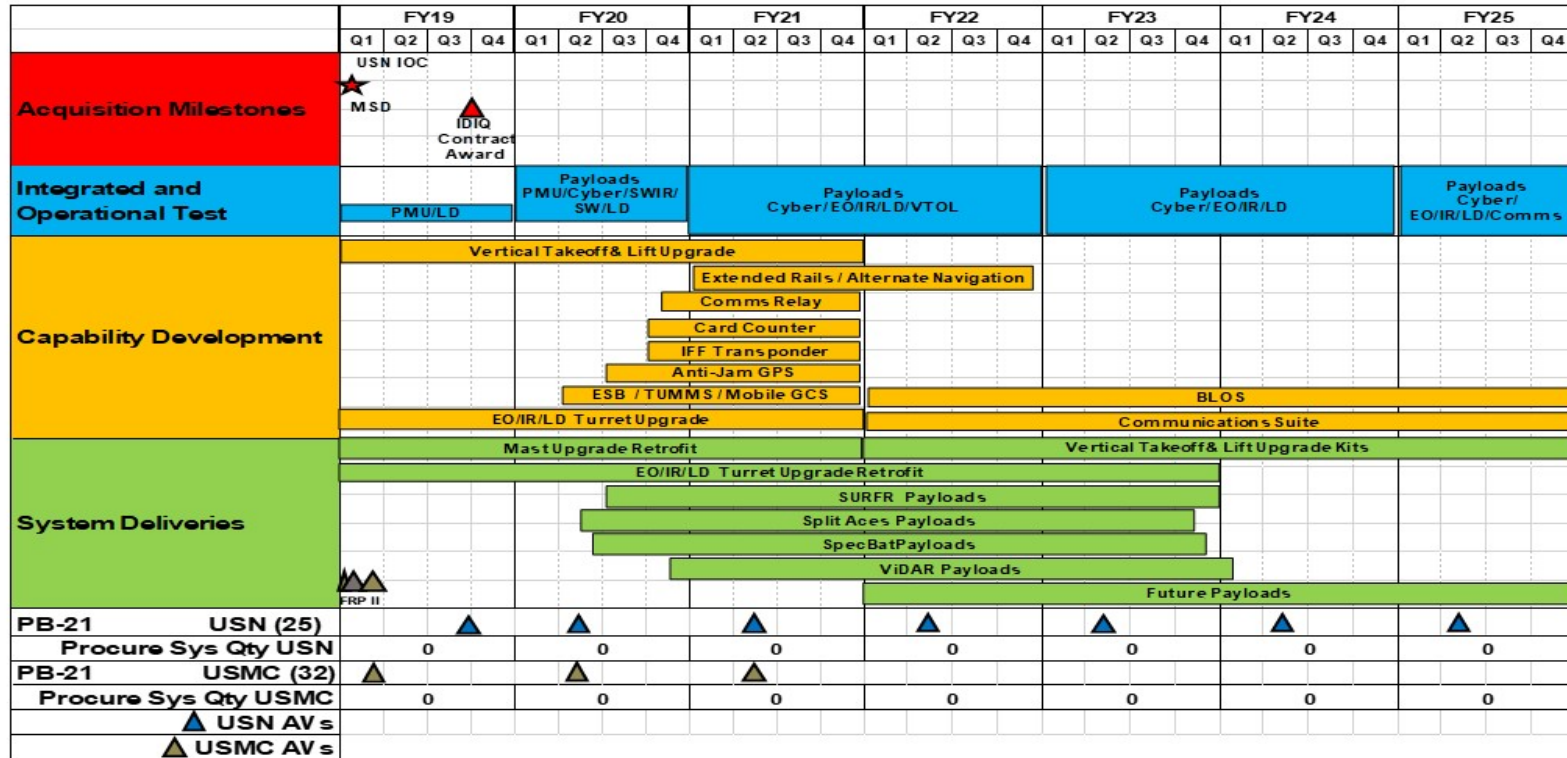 FY19 FY20 FY21 FY22 FY23 FY24 FY25
Q1 Q2 Q3 Q4 Q1 Q2 Q3 Q4 Q1 Q2 Q3 Q4 Q1 Q2 Q3 Q4 Q1 Q2 Q3 Q4 Q1 Q2 Q3 Q4 Q1 Q2 Q3 Q4
Acquisition Milestones
USN IOC
MSD
IDIQ
Contract
Award
Integrated and
Operational Test
PMU/LD
Payloads
PMU/Cyber/SWIR/
SW/LD
Payloads
Cyber/EO/IR/LD/VTOL
Payloads
Cyber/EO/IR/LD
Payloads
Cyber/
EO/IR/LD/Comms
Capability Development
Vertical Takeoff& Lift Upgrade
Extended Rails / Alternate Navigation
Comms Relay
Card Counter
IFF Transponder
Anti-Jam GPS
ESB / TUMMS / Mobile GCS
BLOS
EO/IR/LD Turret Upgrade
Communications Suite
System Deliveries
Mast Upgrade Retrofit
Vertical Takeoff& Lift Upgrade Kits
EO/IR/LD Turret Upgrade Retrofit
SURFR Payloads
Split Aces Payloads
SpecBatPayloads
ViDAR Payloads
FRP II
Future Payloads
PB-21 USN (25)
Procure Sys Qty USN 0 0 0 0 0 0 0
PB-21 USMC (32)
Procure Sys Qty USMC 0 0 0 0 0 0 0
USN AVs
USMC AVs